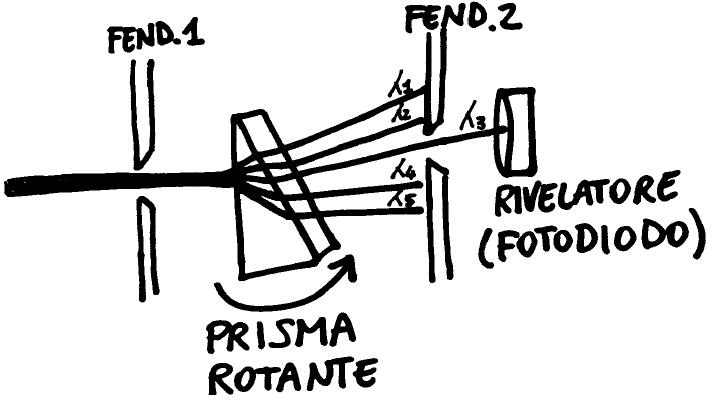 FEND.1
FEND.2
λ1
λ2
λ3
λ4
λ5
RIVELATORE
(FOTODIODO)
PRISMA
ROTANTE